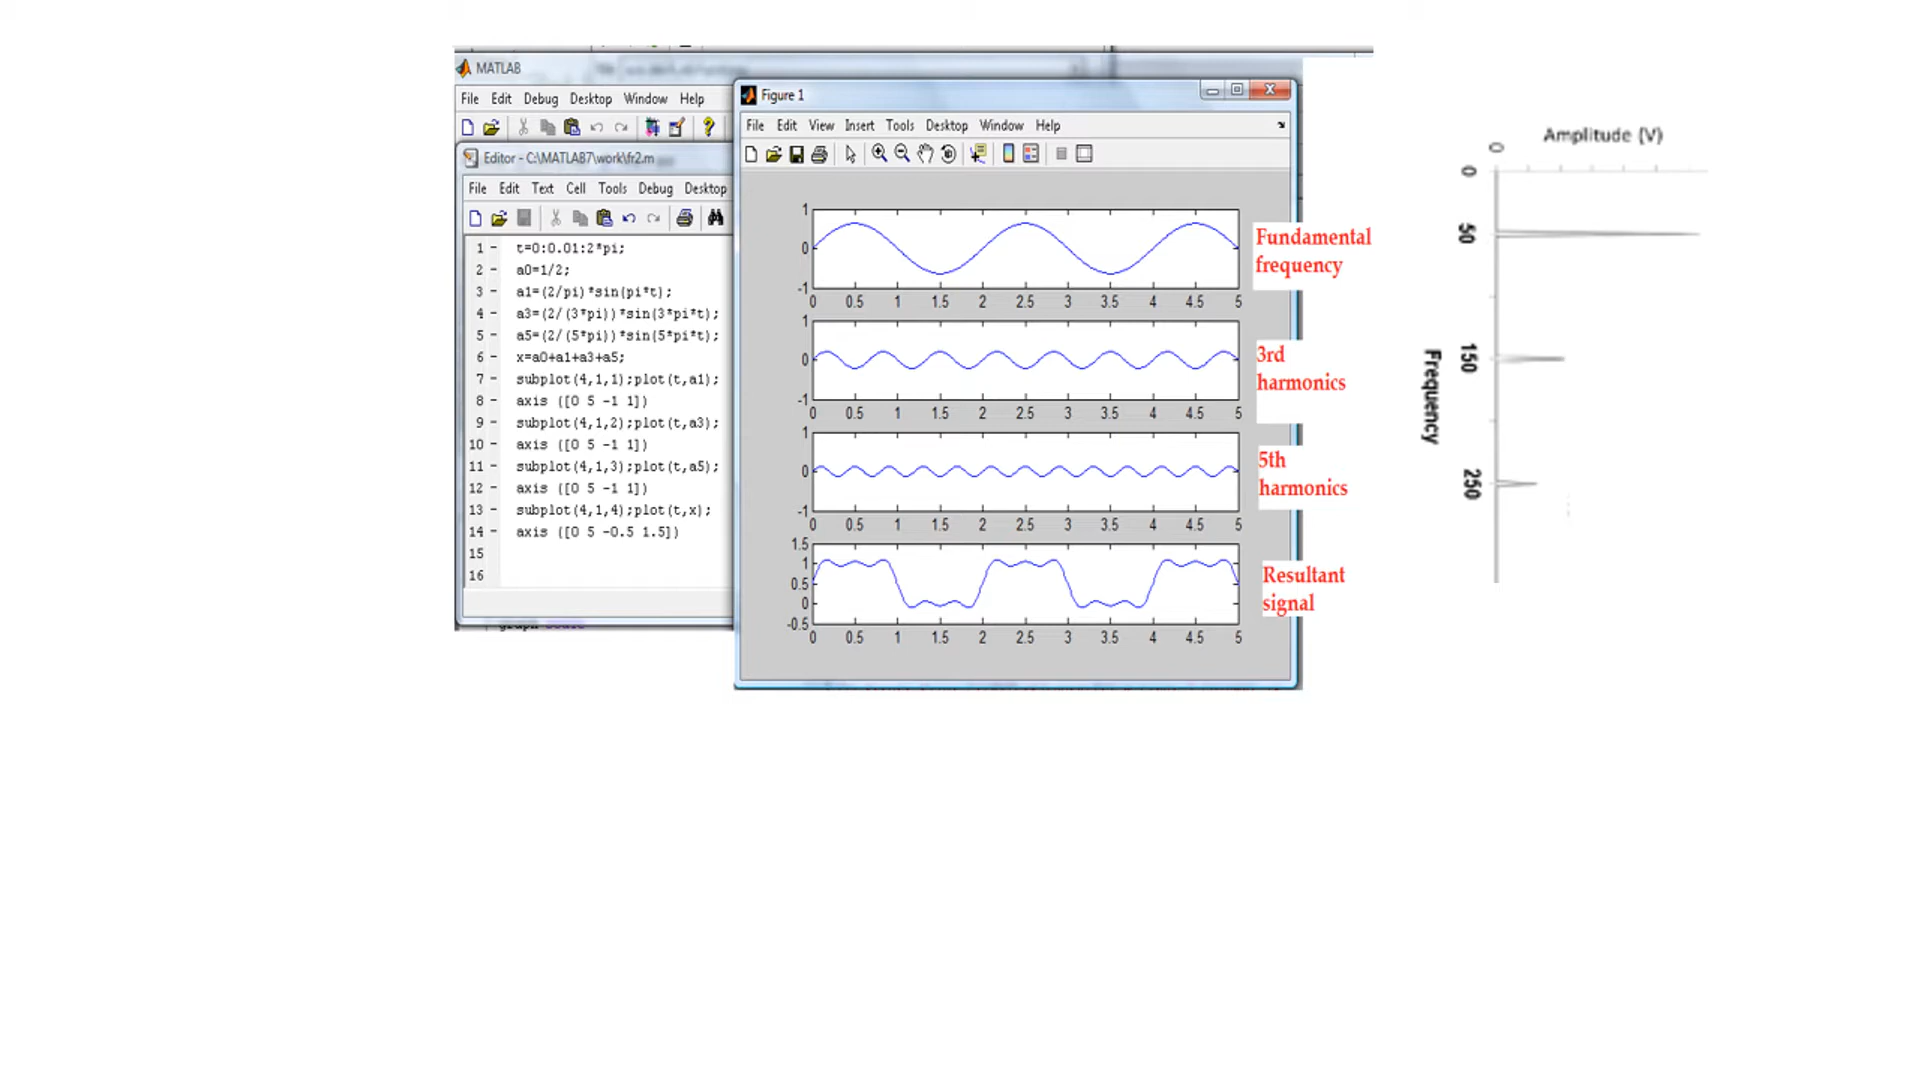 MATLAB
File Edit Debug Desktop Window Help
Editor - C:\MATLAB7\work\fr2.m
File Edit Text Cell Tools Debug Desktop
1 - t=0:0.01:2*pi;
2 - a0=1/2;
3 - a1=(2/pi)*sin(pi*t);
4 - a3=(2/(3*pi))*sin(3*pi*t);
5 - a5=(2/(5*pi))*sin(5*pi*t);
6 - x=a0+a1+a3+a5;
7 - subplot(4,1,1);plot(t,a1);
8 - axis ([0 5 -1 1])
9 - subplot(4,1,2);plot(t,a3);
10 - axis ([0 5 -1 1])
11 - subplot(4,1,3);plot(t,a5);
12 - axis ([0 5 -1 1])
13 - subplot(4,1,4);plot(t,x);
14 - axis ([0 5 -0.5 1.5])
15
16
Figure 1
File Edit View Insert Tools Desktop Window Help
1
0
-1
0 0.5 1 1.5 2 2.5 3 3.5 4 4.5 5
Fundamental
frequency
1
0
-1
0 0.5 1 1.5 2 2.5 3 3.5 4 4.5 5
3rd
harmonics
1
0
-1
0 0.5 1 1.5 2 2.5 3 3.5 4 4.5 5
5th
harmonics
1.5
1
0.5
0
-0.5
0 0.5 1 1.5 2 2.5 3 3.5 4 4.5 5
Resultant
signal
Amplitude (V)
0
0
50
150
250
Frequency